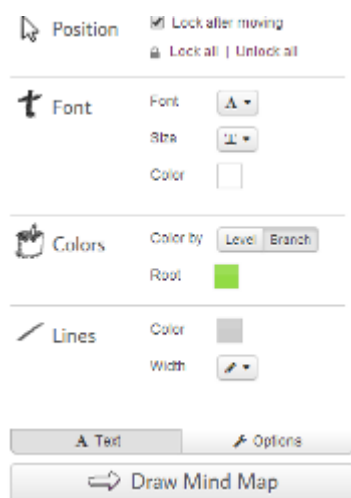 Position
Lock after moving
Lock all | Unlock all
Font
Font
A
Size
T
Color
Colors
Color by
Level
Branch
Root
Lines
Color
Width
A Text
Options
Draw Mind Map